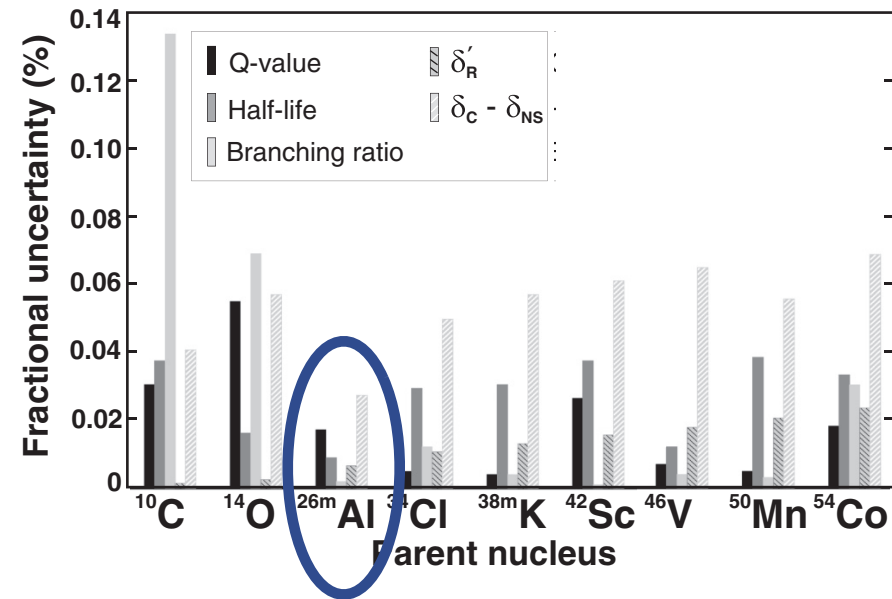 Fractional uncertainty (%)
0.14
0.12
0.10
0.08
0.06
0.04
0.02
0
Q-value
Half-life
Branching ratio
δ′R
δC - δNS
10C 14O 26mAl 34Cl 38mK 42Sc 46V 50Mn 54Co
Parent nucleus